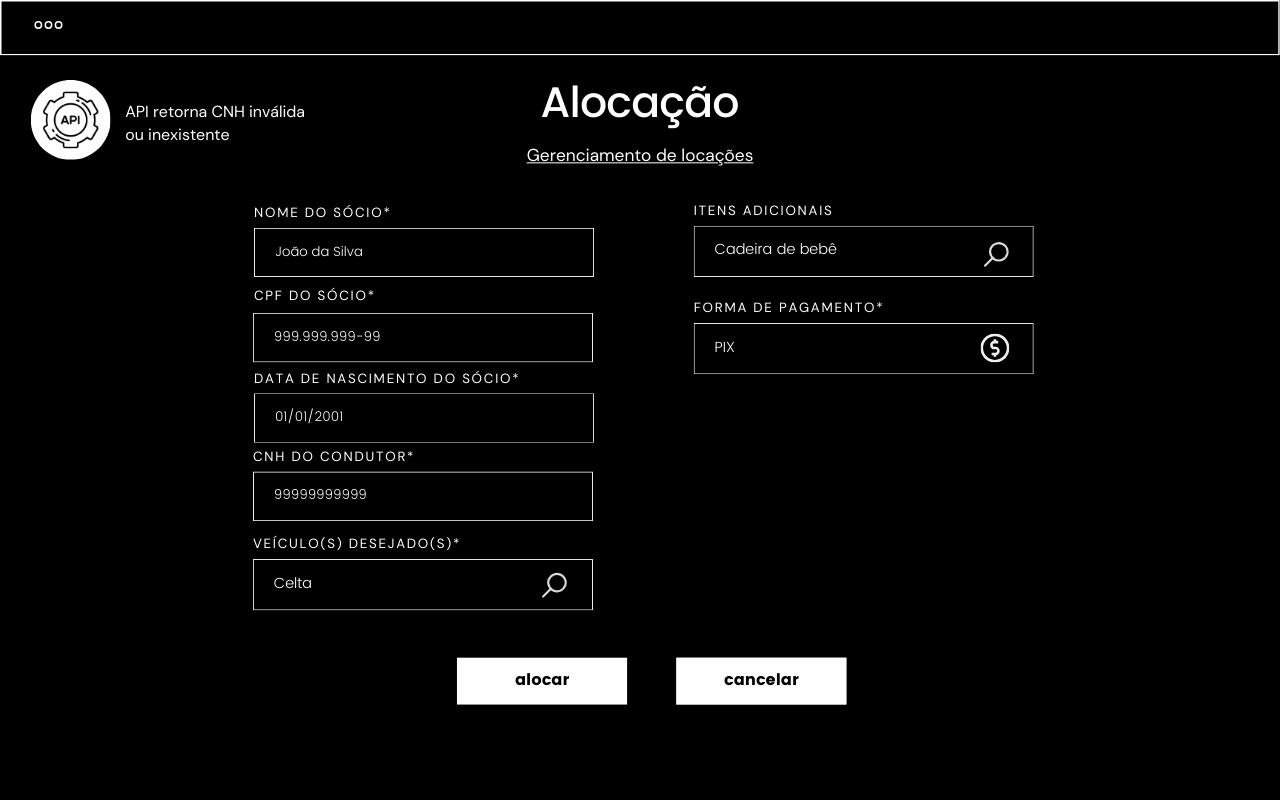 API
API retorna CNH inválida
ou inexistente
Alocação
Gerenciamento de locações
NOME DO SÓCIO*
João da Silva
CPF DO SÓCIO*
999.999.999-99
DATA DE NASCIMENTO DO SÓCIO*
01/01/2001
CNH DO CONDUTOR*
99999999999
VEÍCULO(S) DESEJADO(S)*
Celta
ITENS ADICIONAIS
Cadeira de bebê
FORMA DE PAGAMENTO*
PIX
$
alocar
cancelar